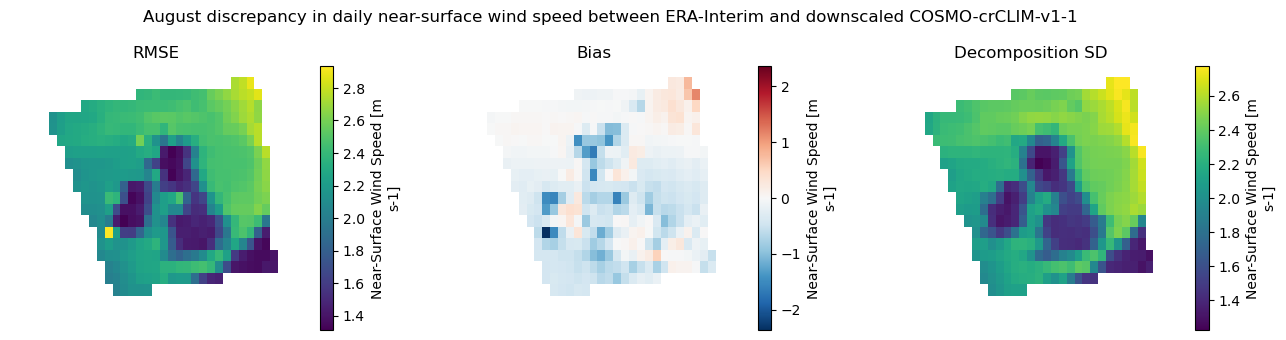 August discrepancy in daily near-surface wind speed between ERA-Interim and downscaled COSMO-crCLIM-v1-1
RMSE
2.8
2.6
2.4
2.2
2.0
1.8
1.6
1.4
Near-Surface Wind Speed [m
s-1]
Bias
2
1
0
−1
−2
Near-Surface Wind Speed [m
s-1]
Decomposition SD
2.6
2.4
2.2
2.0
1.8
1.6
1.4
Near-Surface Wind Speed [m
s-1]